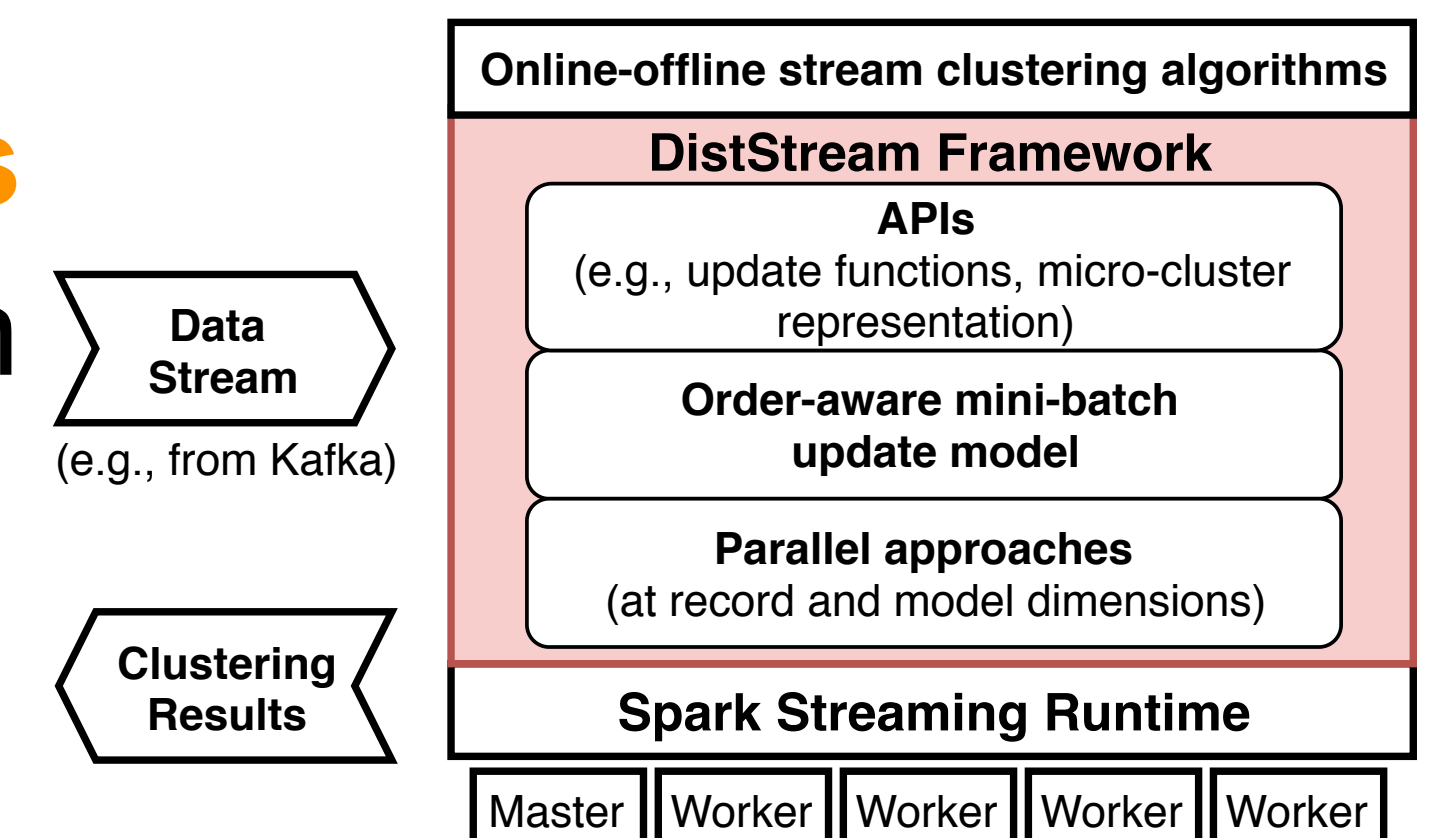 Online-offline stream clustering algorithms
DistStream Framework
APIs
(e.g., update functions, micro-cluster
representation)
Order-aware mini-batch
update model
Parallel approaches
(at record and model dimensions)
Spark Streaming Runtime
Master Worker Worker Worker Worker
s
n
Data
Stream
(e.g., from Kafka)
Clustering
Results